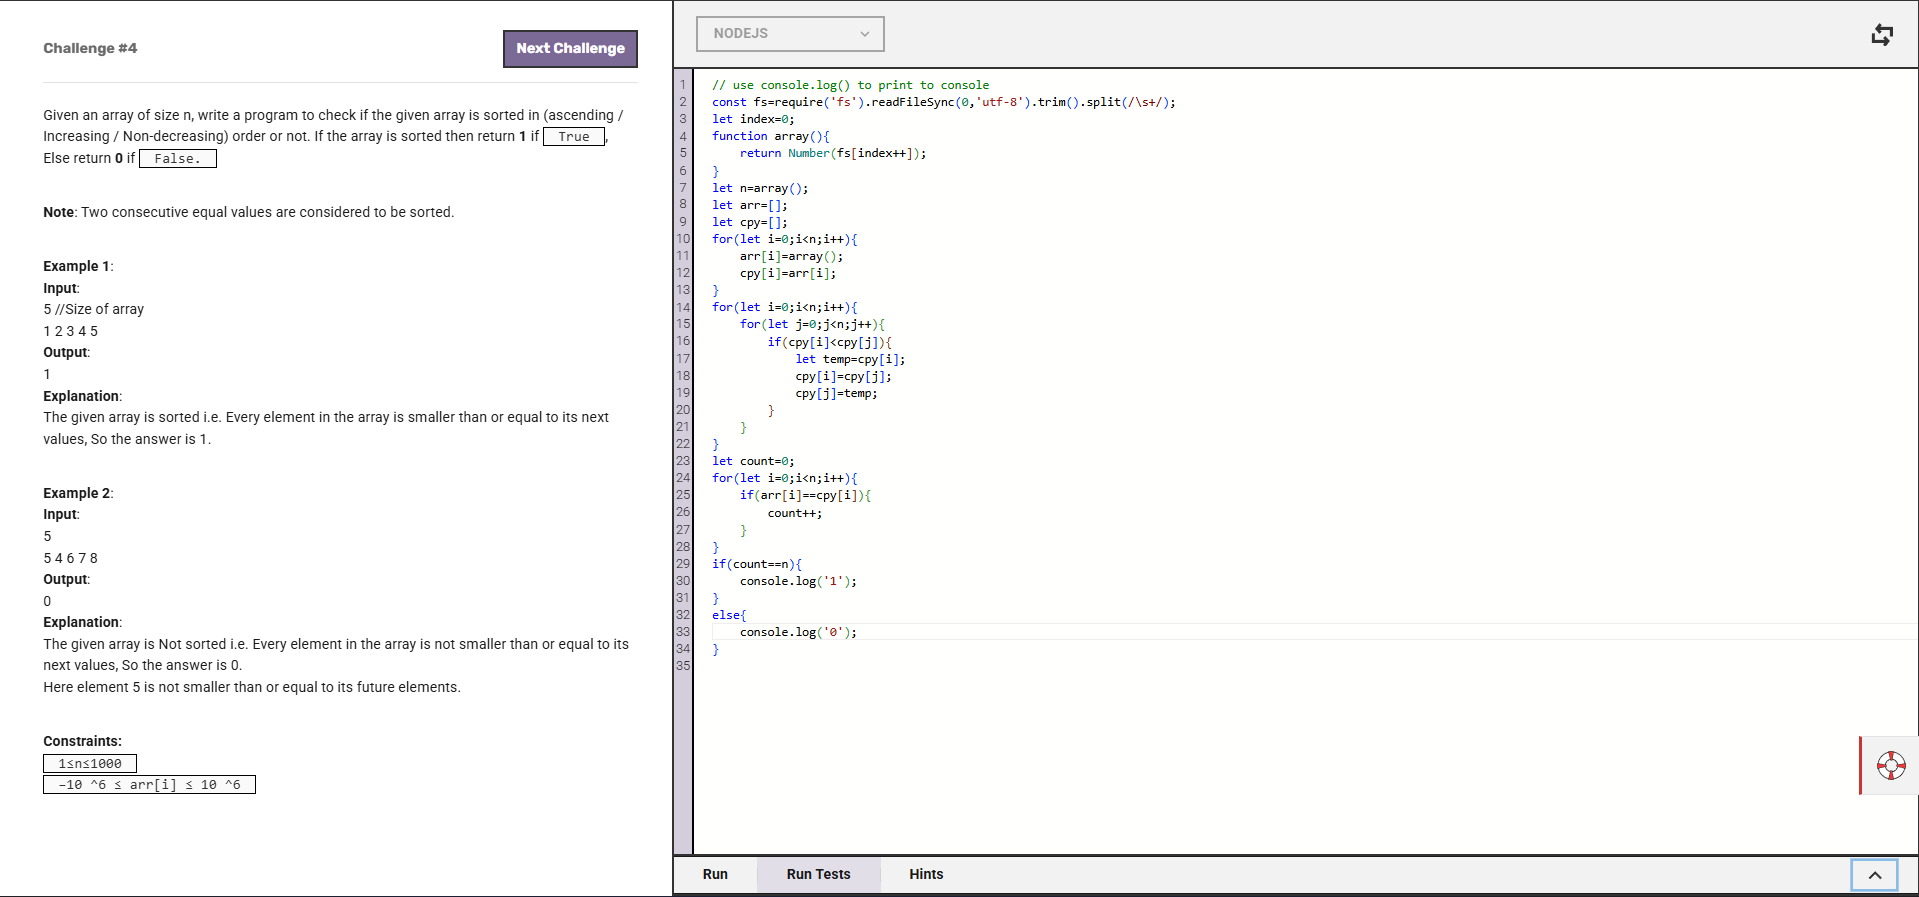 Challenge #4
Next Challenge
Given an array of size n, write a program to check if the given array is sorted in (ascending /
Increasing / Non-decreasing) order or not. If the array is sorted then return 1 if True,
Else return 0 if False.
Note: Two consecutive equal values are considered to be sorted.
Example 1:
Input:
5 //Size of array
1 2 3 4 5
Output:
1
Explanation:
The given array is sorted i.e. Every element in the array is smaller than or equal to its next
values, So the answer is 1.
Example 2:
Input:
5
5 4 6 7 8
Output:
0
Explanation:
The given array is Not sorted i.e. Every element in the array is not smaller than or equal to its
next values, So the answer is 0.
Here element 5 is not smaller than or equal to its future elements.
Constraints:
1≤n≤1000
−10 ^6 ≤ arr[i] ≤ 10 ^6
NODEJS
1 // use console.log() to print to console
2 const fs=require('fs').readFileSync(0,'utf-8').trim().split(/\s+/);
3 let index=0;
4 function array(){
5     return Number(fs[index++]);
6 }
7 let n=array();
8 let arr=[];
9 let cpy=[];
10 for(let i=0;i<n;i++){
11     arr[i]=array();
12     cpy[i]=arr[i];
13 }
14 for(let i=0;i<n;i++){
15     for(let j=0;j<n;j++){
16         if(cpy[i]<cpy[j]){
17             let temp=cpy[i];
18             cpy[i]=cpy[j];
19             cpy[j]=temp;
20         }
21     }
22 }
23 let count=0;
24 for(let i=0;i<n;i++){
25     if(arr[i]==cpy[i]){
26         count++;
27     }
28 }
29 if(count==n){
30     console.log('1');
31 }
32 else{
33     console.log('0');
34 }
35
Run
Run Tests
Hints